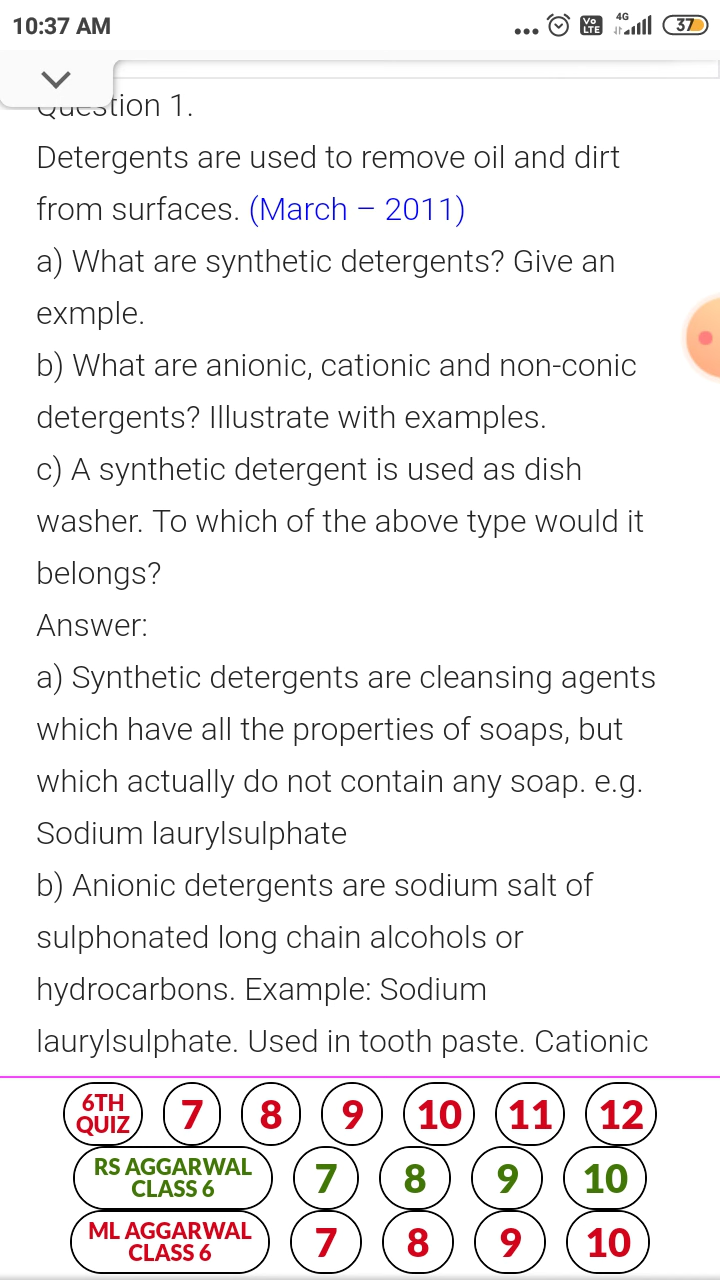 10:37 AM
... VO LTE 4G 37
Question 1.
Detergents are used to remove oil and dirt
from surfaces. (March – 2011)
a) What are synthetic detergents? Give an
exmple.
b) What are anionic, cationic and non-conic
detergents? Illustrate with examples.
c) A synthetic detergent is used as dish
washer. To which of the above type would it
belongs?
Answer:
a) Synthetic detergents are cleansing agents
which have all the properties of soaps, but
which actually do not contain any soap. e.g.
Sodium laurylsulphate
b) Anionic detergents are sodium salt of
sulphonated long chain alcohols or
hydrocarbons. Example: Sodium
laurylsulphate. Used in tooth paste. Cationic
6TH QUIZ 7 8 9 10 11 12
RS AGGARWAL CLASS 6 7 8 9 10
ML AGGARWAL CLASS 6 7 8 9 10